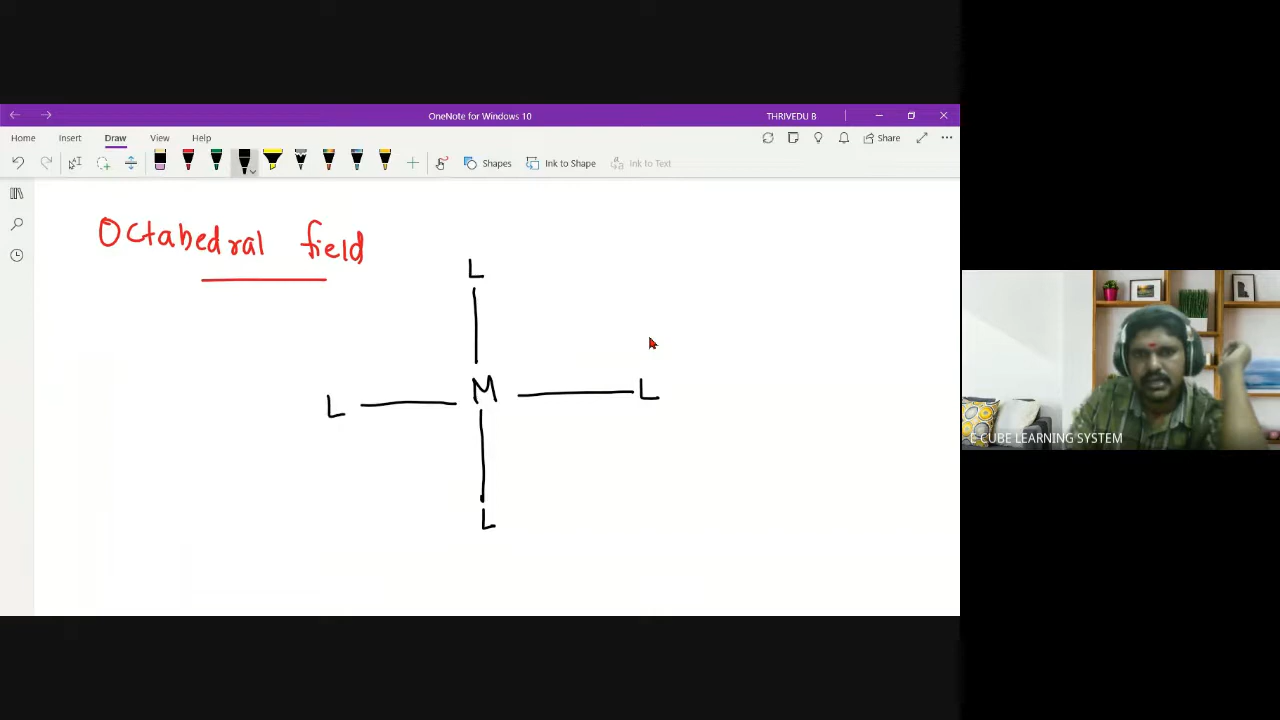 OneNote for Windows 10
THRIVEDU B
Home Insert Draw View Help
Share
Shapes Ink to Shape Ink to Text
Octahedral field
L
L M L
L
E CUBE LEARNING SYSTEM